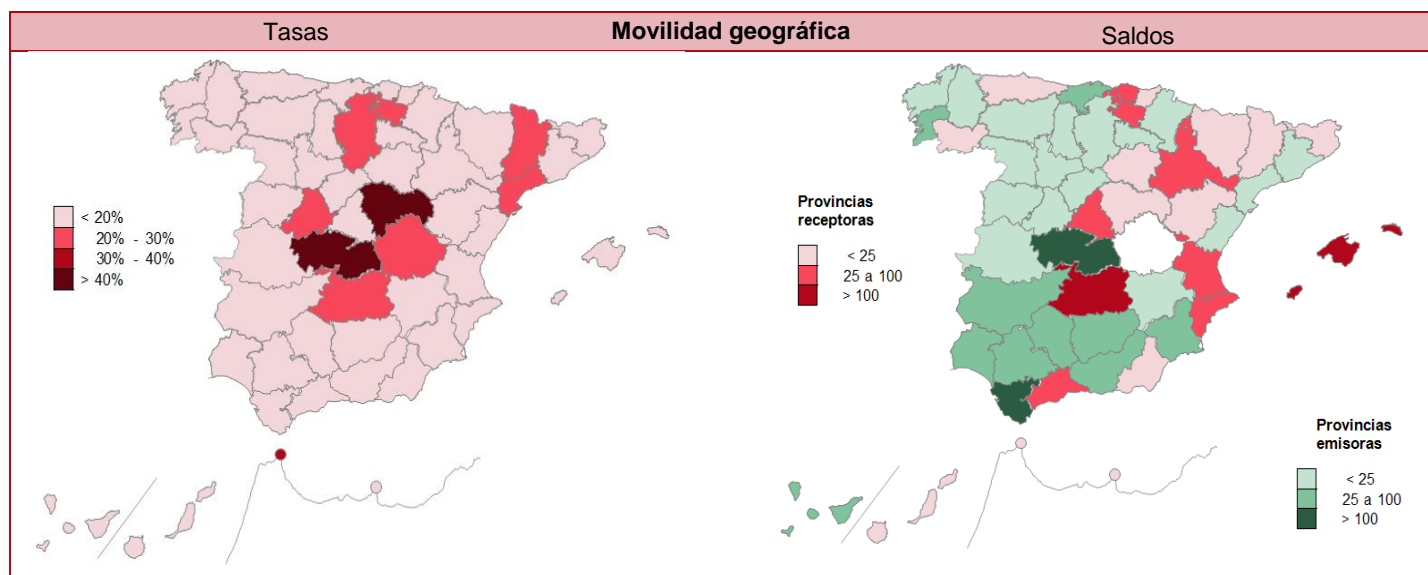 Tasas
Movilidad geográfica
Saldos
< 20%
20% - 30%
30% - 40%
> 40%
Provincias
receptoras
< 25
25 a 100
> 100
Provincias
emisoras
< 25
25 a 100
> 100